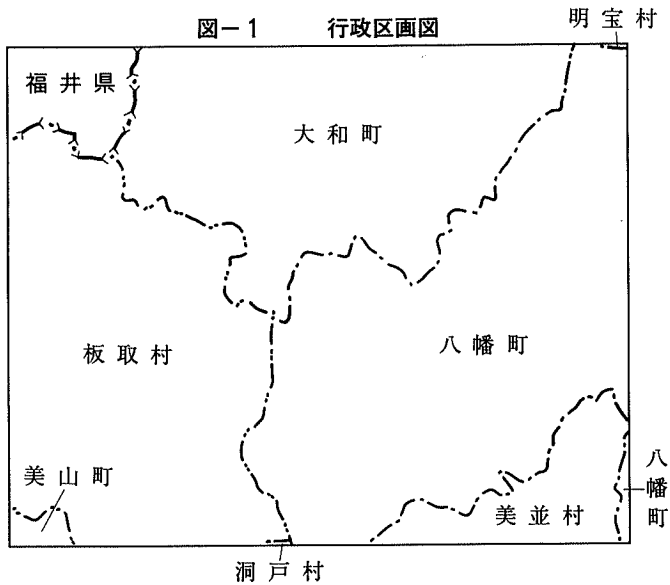 図－1 行政区画図
明宝村
福井県
大和町
板取村
八幡町
美山町
美並村
八幡町
洞戸村